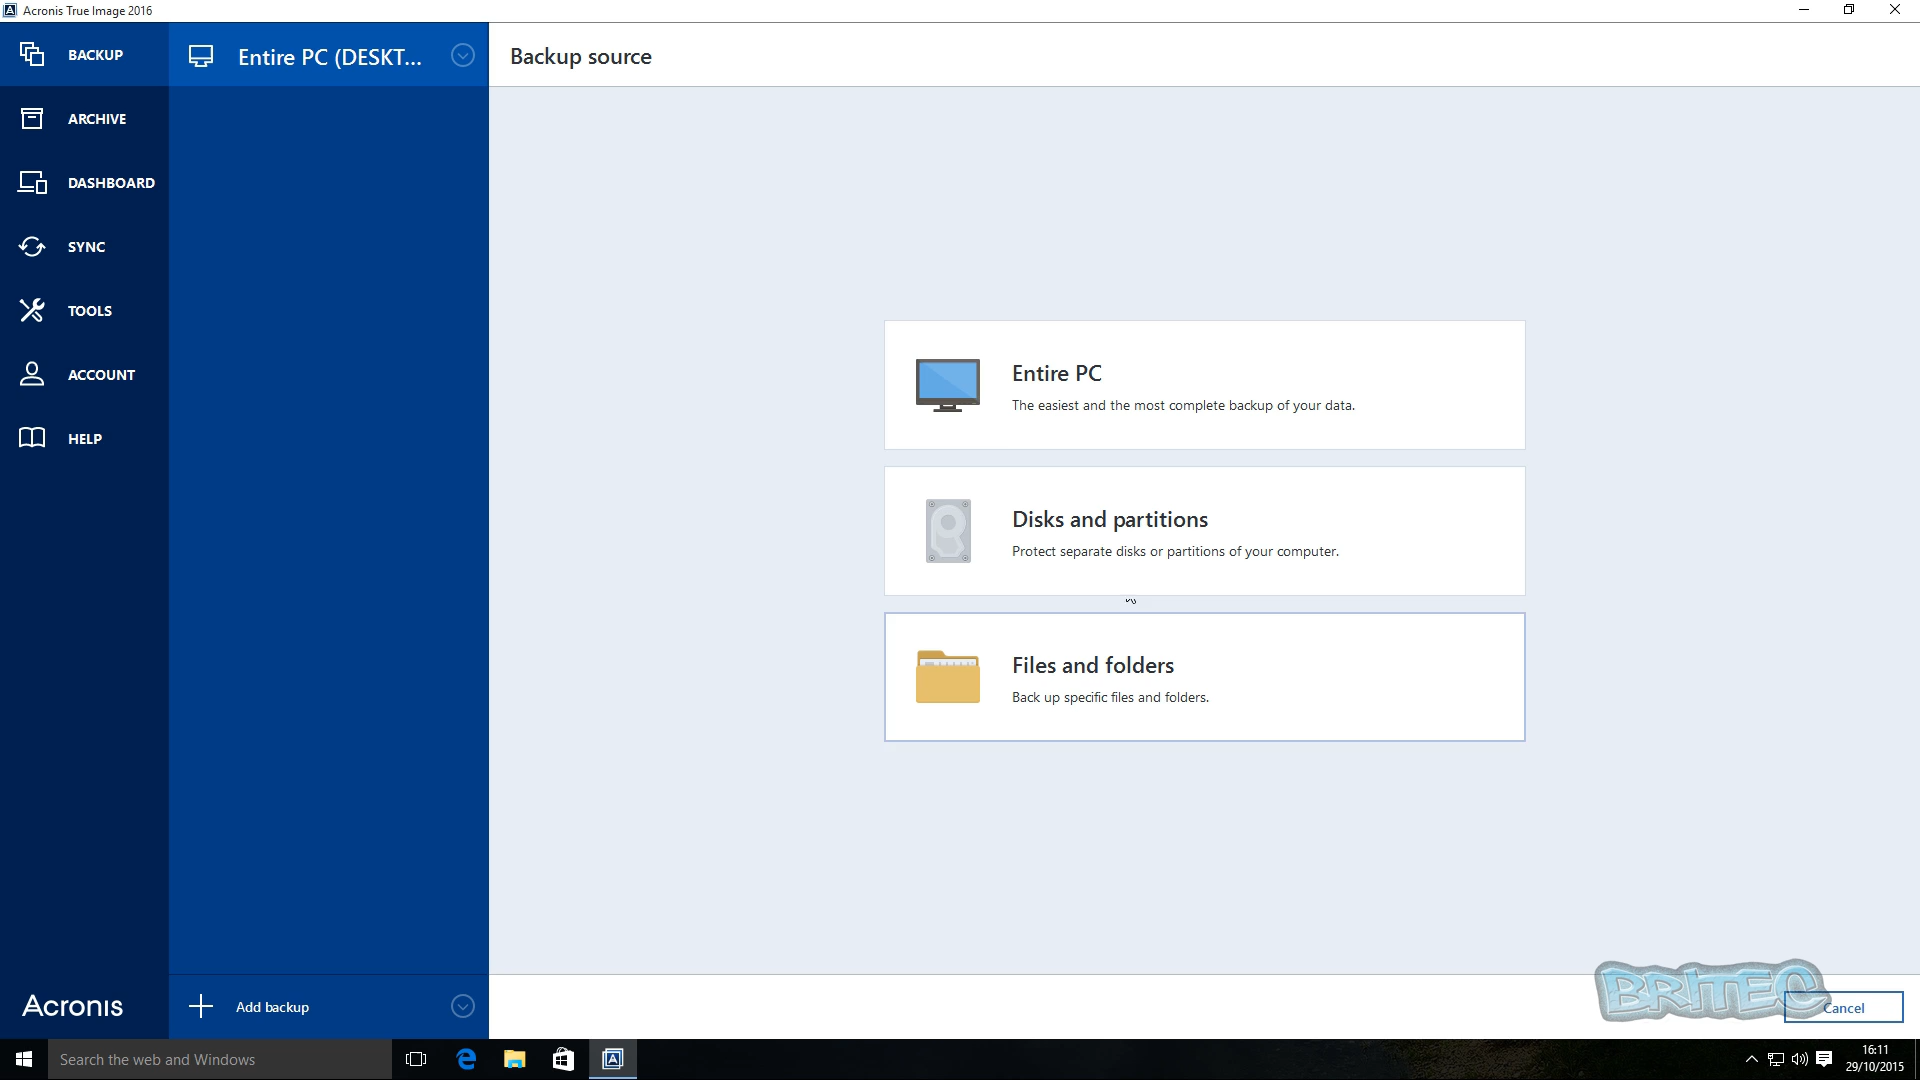 Acronis True Image 2016
BACKUP
ARCHIVE
DASHBOARD
SYNC
TOOLS
ACCOUNT
HELP
Acronis
Entire PC (DESKT...
Add backup
Backup source
Entire PC
The easiest and the most complete backup of your data.
Disks and partitions
Protect separate disks or partitions of your computer.
Files and folders
Back up specific files and folders.
BRITEC
Cancel
Search the web and Windows
16:11
29/10/2015